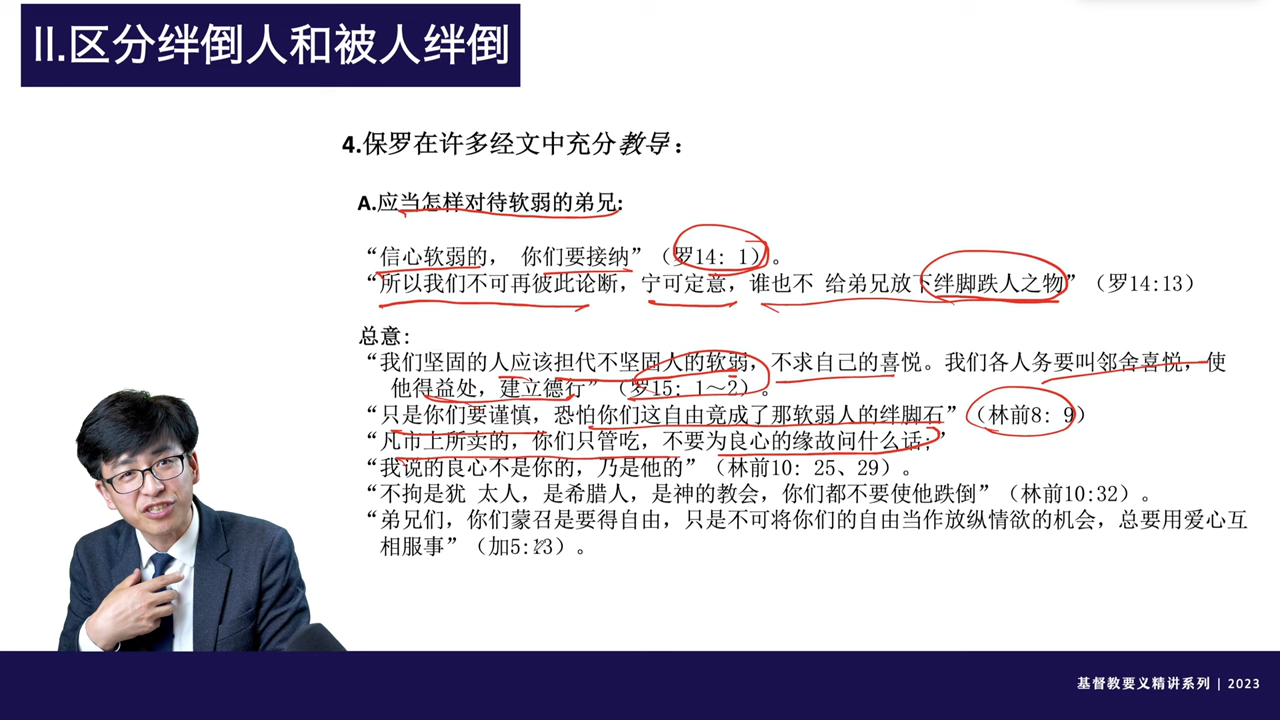 II.区分绊倒人和被人绊倒
4.保罗在许多经文中充分教导：
A.应当怎样对待软弱的弟兄:
“信心软弱的， 你们要接纳”（罗14: 1）。
“所以我们不可再彼此论断，宁可定意，谁也不 给弟兄放下绊脚跌人之物”（罗14:13）
总意:
“我们坚固的人应该担代不坚固人的软弱，不求自己的喜悦。我们各人务要叫邻舍喜悦，使
他得益处，建立德行”（罗15: 1～2）。
“只是你们要谨慎，恐怕你们这自由竟成了那软弱人的绊脚石”（林前8: 9）
“凡市上所卖的，你们只管吃，不要为良心的缘故问什么话；”
“我说的良心不是你的，乃是他的”（林前10: 25、29）。
“不拘是犹 太人，是希腊人，是神的教会，你们都不要使他跌倒”（林前10:32）。
“弟兄们，你们蒙召是要得自由，只是不可将你们的自由当作放纵情欲的机会，总要用爱心互
相服事”（加5:13）。
基督教要义精讲系列 | 2023